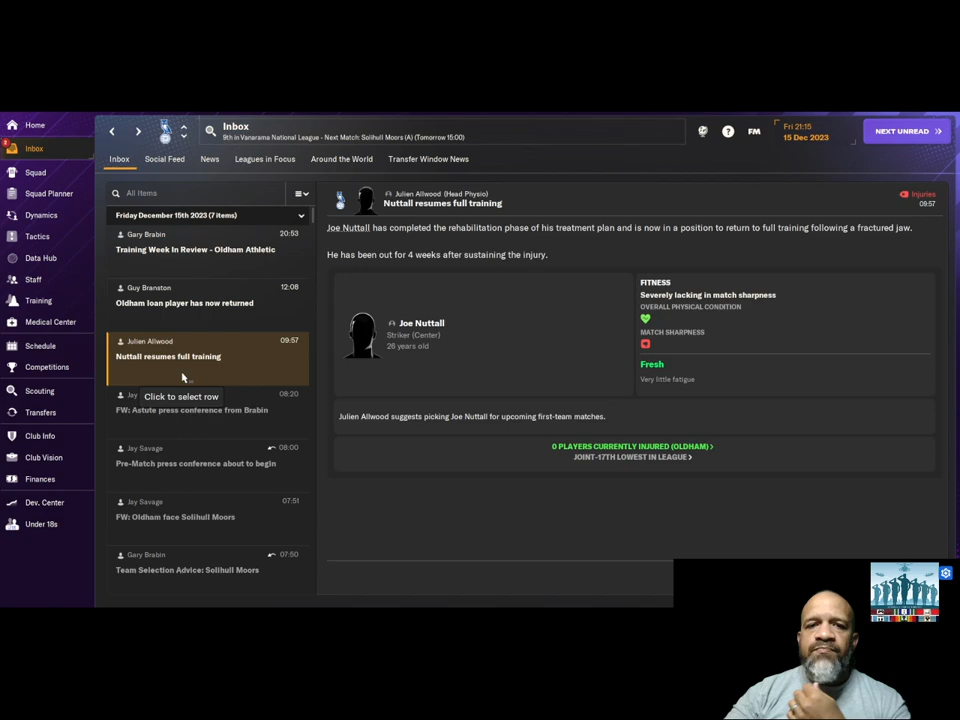 Home
3
Inbox
Squad
Squad Planner
Dynamics
Tactics
Data Hub
Staff
Training
Medical Center
Schedule
Competitions
Scouting
Transfers
Club Info
Club Vision
Finances
Dev. Center
Under 18s
Inbox
9th in Vanarama National League - Next Match: Solihull Moors (A) (Tomorrow 15:00)
?
FM
Fri 21:15
15 Dec 2023
NEXT UNREAD
Inbox
Social Feed
News
Leagues in Focus
Around the World
Transfer Window News
All Items
Friday December 15th 2023 (7 items)
Gary Brabin 20:53
Training Week In Review - Oldham Athletic
Guy Branston 12:08
Oldham loan player has now returned
Julien Allwood 09:57
Nuttall resumes full training
Click to select row
Jay 08:20
FW: Astute press conference from Brabin
Jay Savage 08:00
Pre-Match press conference about to begin
Jay Savage 07:51
FW: Oldham face Solihull Moors
Gary Brabin 07:50
Team Selection Advice: Solihull Moors
Julien Allwood (Head Physio)
Nuttall resumes full training
Injuries
09:57
Joe Nuttall has completed the rehabilitation phase of his treatment plan and is now in a position to return to full training following a fractured jaw.
He has been out for 4 weeks after sustaining the injury.
Joe Nuttall
Striker (Center)
26 years old
FITNESS
Severely lacking in match sharpness
OVERALL PHYSICAL CONDITION
MATCH SHARPNESS
Fresh
Very little fatigue
Julien Allwood suggests picking Joe Nuttall for upcoming first-team matches.
0 PLAYERS CURRENTLY INJURED (OLDHAM) >
JOINT-17TH LOWEST IN LEAGUE >